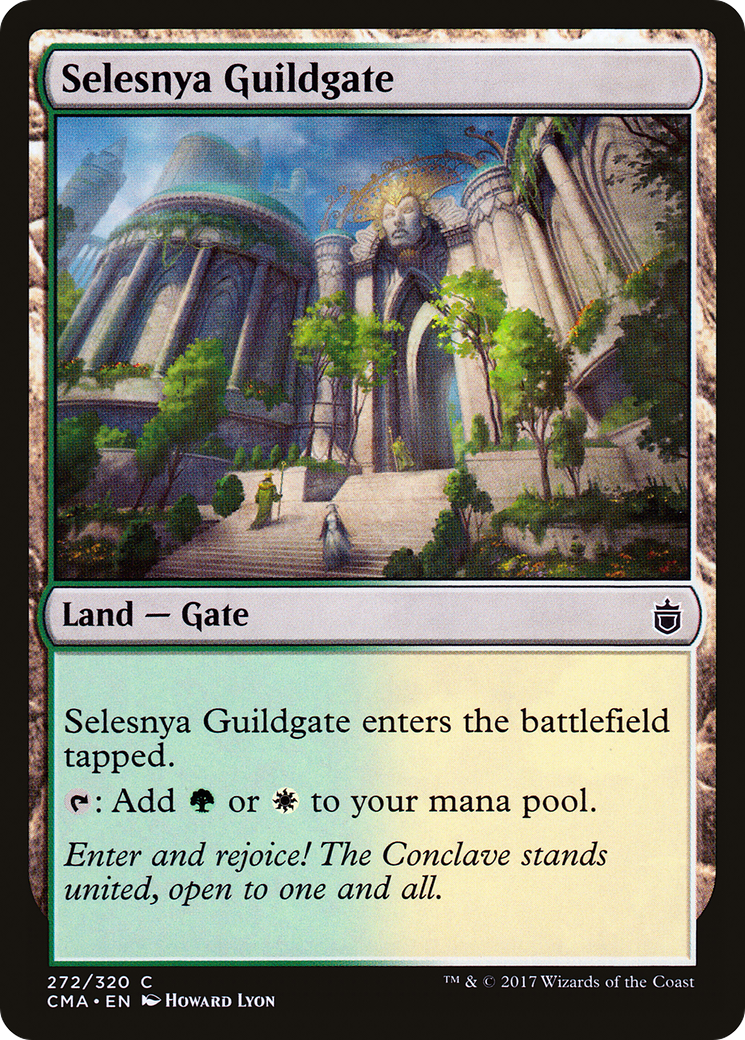 Selesnya Guildgate
Land — Gate
Selesnya Guildgate enters the battlefield
tapped.
: Add or to your mana pool.
Enter and rejoice! The Conclave stands
united, open to one and all.
272/320 C
™ & © 2017 Wizards of the Coast
CMA • EN Howard Lyon